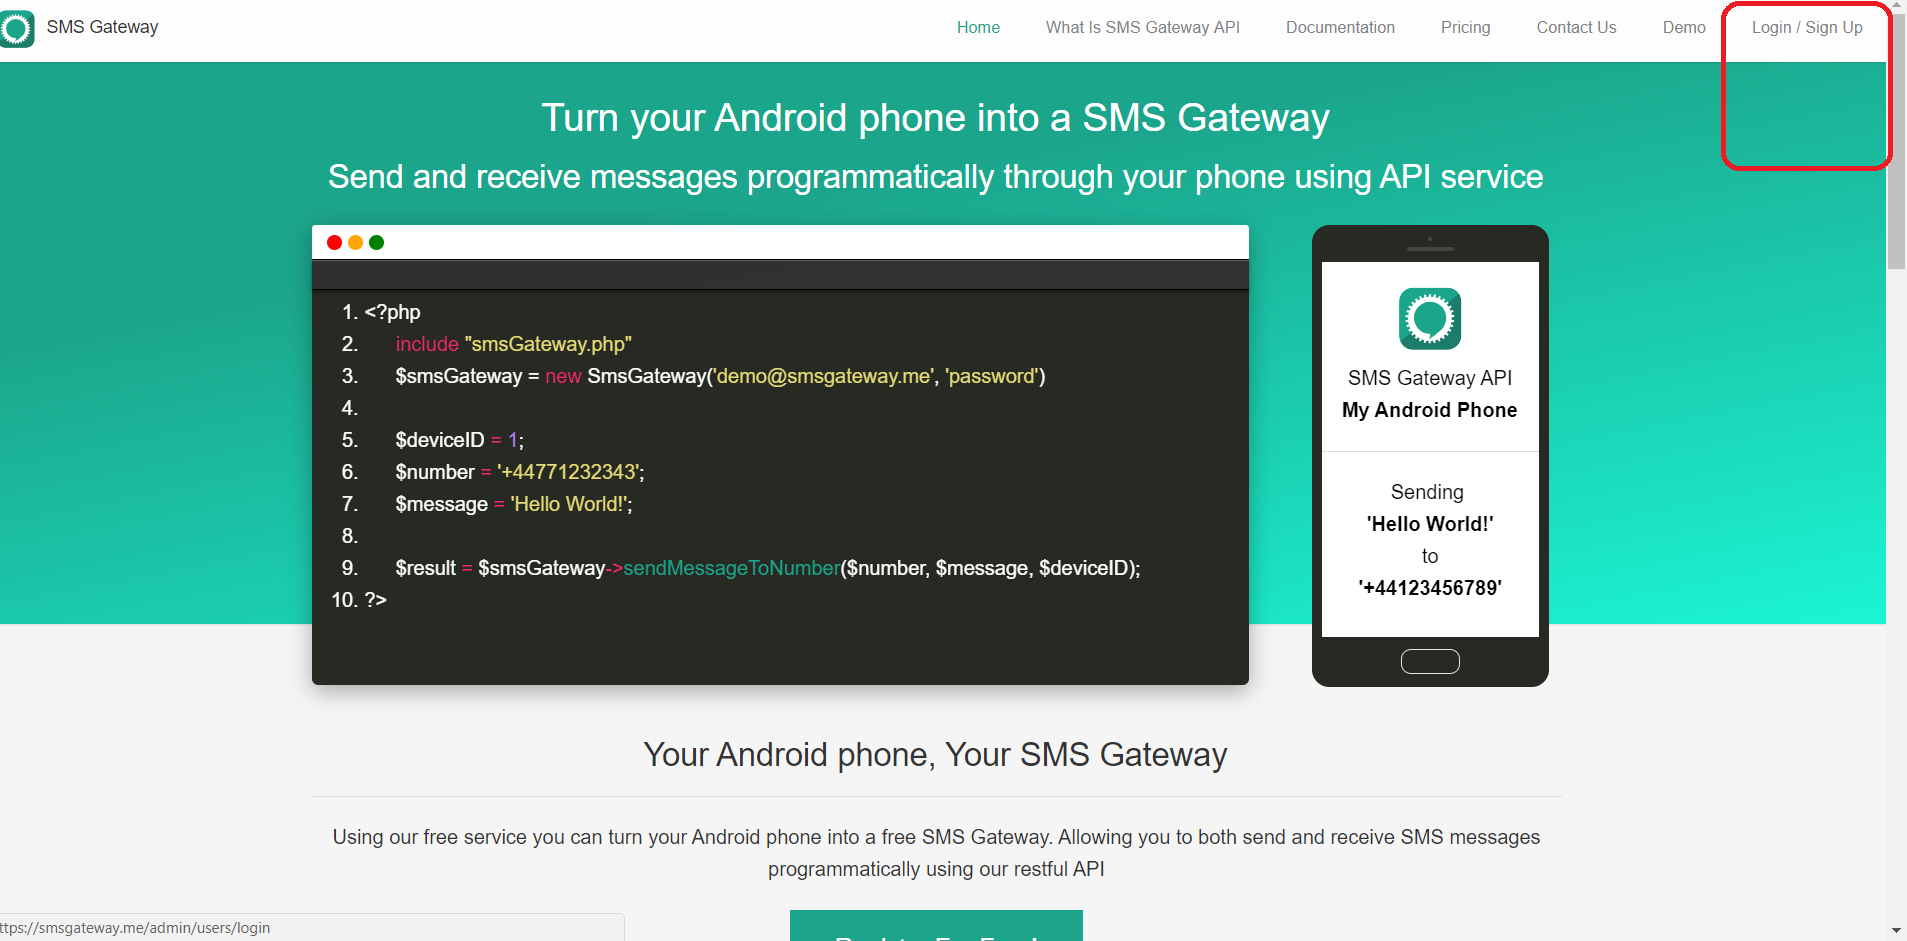 SMS Gateway
Home What Is SMS Gateway API Documentation Pricing Contact Us Demo Login / Sign Up
Turn your Android phone into a SMS Gateway
Send and receive messages programmatically through your phone using API service
1. <?php
2. include "smsGateway.php"
3. $smsGateway = new SmsGateway('demo@smsgateway.me', 'password')
4.
5. $deviceID = 1;
6. $number = '+44771232343';
7. $message = 'Hello World!';
8.
9. $result = $smsGateway->sendMessageToNumber($number, $message, $deviceID);
10. ?>
SMS Gateway API
My Android Phone
Sending
'Hello World!'
to
'+44123456789'
Your Android phone, Your SMS Gateway
Using our free service you can turn your Android phone into a free SMS Gateway. Allowing you to both send and receive SMS messages
programmatically using our restful API
ttps://smsgateway.me/admin/users/login